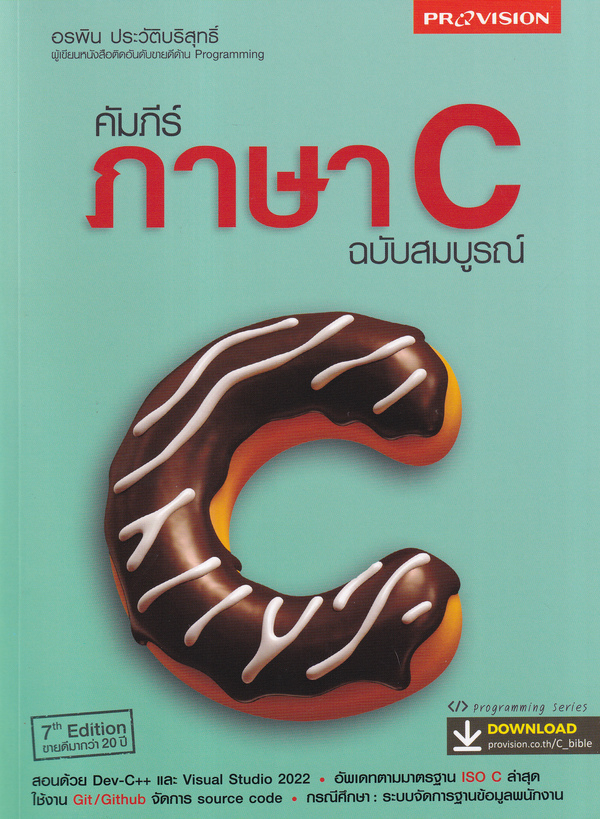 PROVISION
อรพิน ประวัติบริสุทธิ์
ผู้เขียนหนังสือติดอันดับขายดีด้าน Programming
คัมภีร์
ภาษา C
ฉบับสมบูรณ์
</> Programming Series
DOWNLOAD
provision.co.th/C_bible
7th Edition
ขายดีมากว่า 20 ปี
สอนด้วย Dev-C++ และ Visual Studio 2022 • อัพเดทตามมาตรฐาน ISO C ล่าสุด
ใช้งาน Git/Github จัดการ source code • กรณีศึกษา : ระบบจัดการฐานข้อมูลพนักงาน